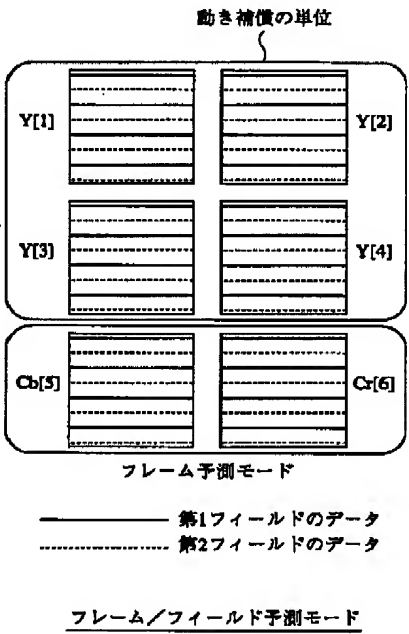 動き補償の単位
Y[1]
Y[2]
Y[3]
Y[4]
Cb[5]
Cr[6]
フレーム予測モード
第1フィールドのデータ
第2フィールドのデータ
フレーム／フィールド予測モード